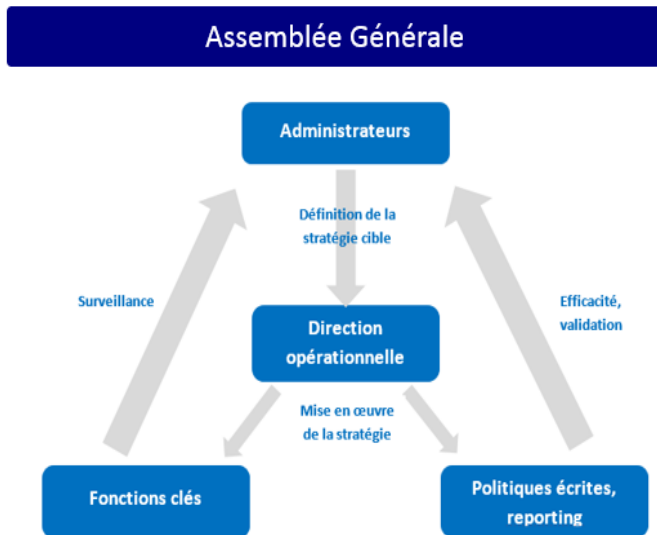 Assemblée Générale
Administrateurs
Définition de la
stratégie cible
Surveillance
Efficacité,
validation
Direction
opérationnelle
Mise en œuvre
de la stratégie
Fonctions clés
Politiques écrites,
reporting